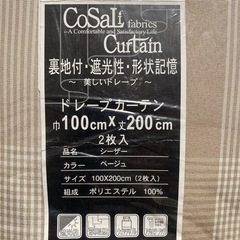 CoSaLi fabrics
-A Comfortable and Satisfactory Life-
Curtain
裏地付・遮光性・形状記憶
～美しいドレープ～
ドレープカーテン
巾100cm×丈200cm
2枚入
品名 シーザー
カラー ベージュ
サイズ 100X200cm（2枚入）
組成 ポリエステル 100%